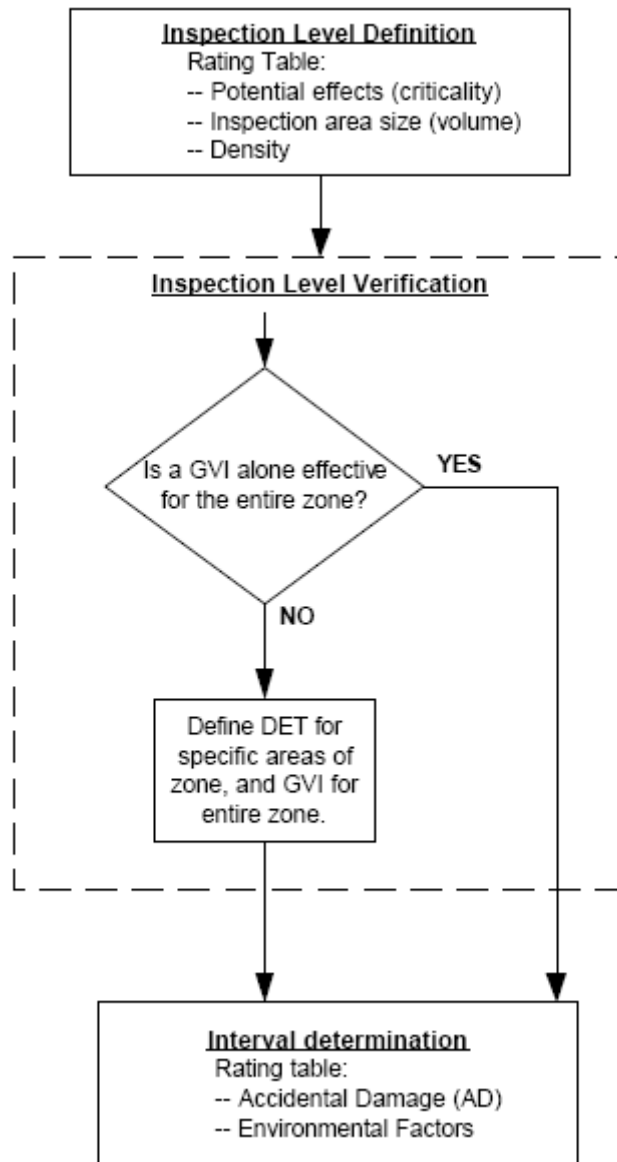 Inspection Level Definition
Rating Table:
-- Potential effects (criticality)
-- Inspection area size (volume)
-- Density
Inspection Level Verification
Is a GVI alone effective
for the entire zone?
YES
NO
Define DET for
specific areas of
zone, and GVI for
entire zone.
Interval determination
Rating table:
-- Accidental Damage (AD)
-- Environmental Factors